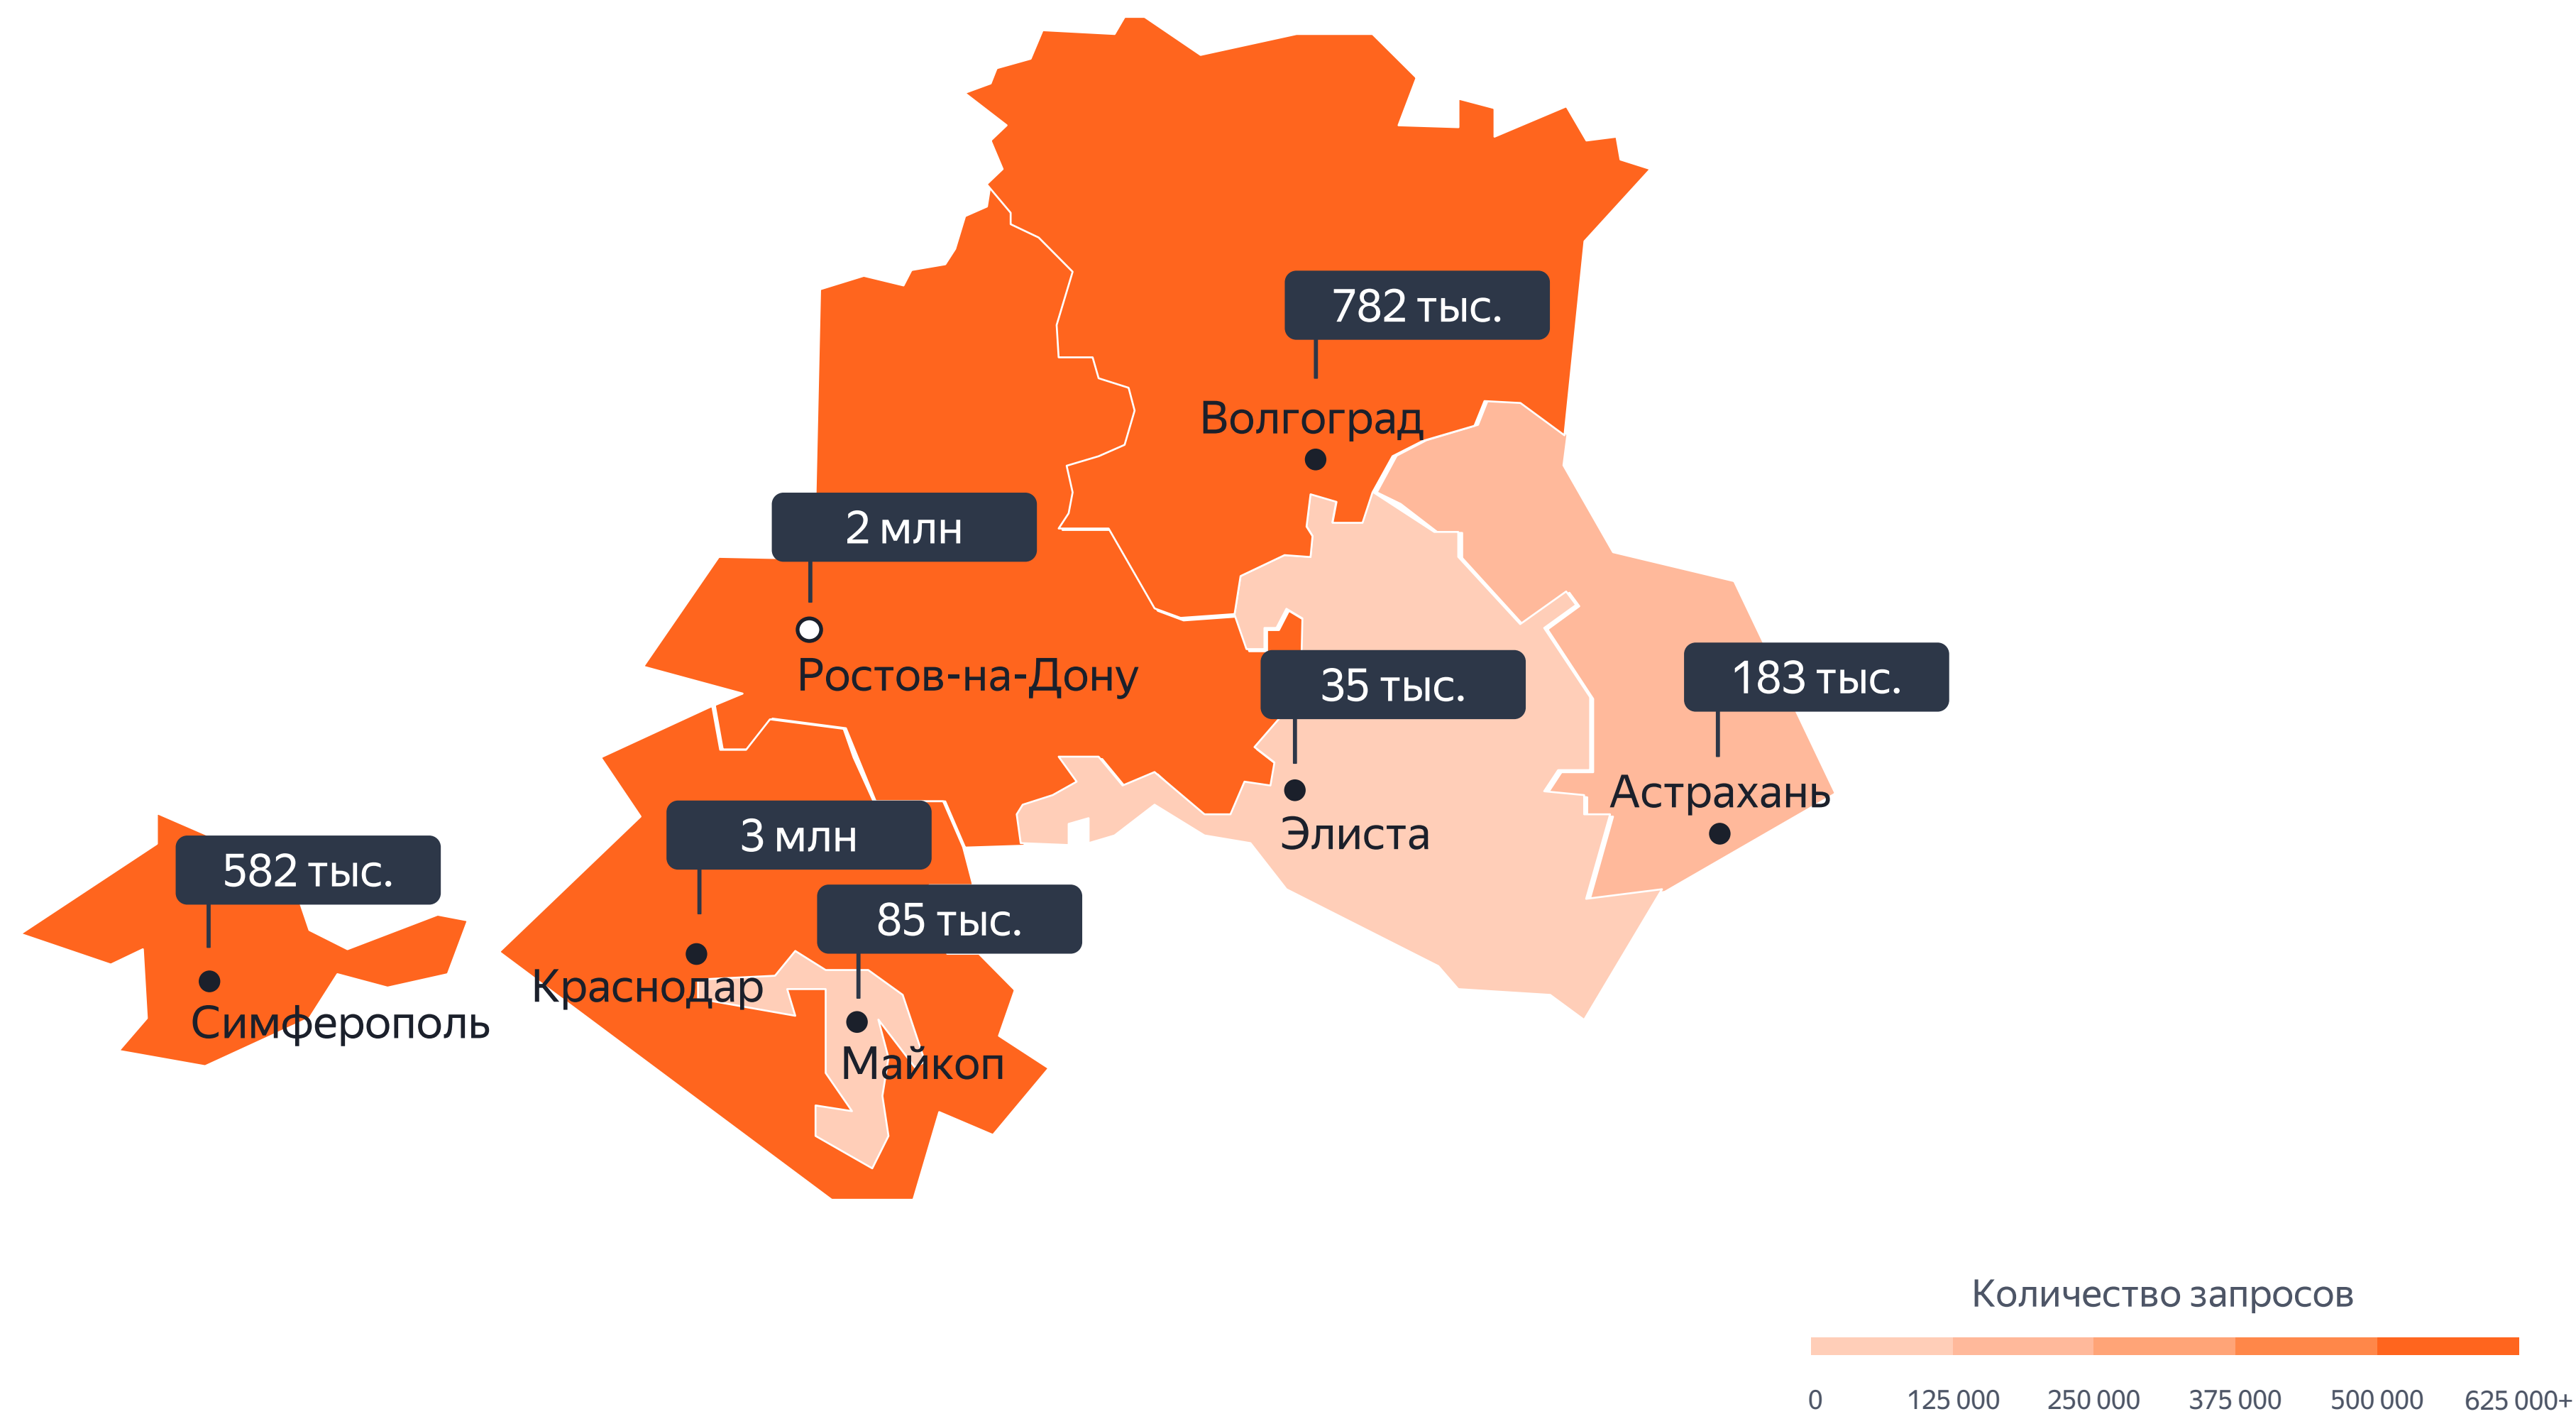 782 тыс.
Волгоград
2 млн
Ростов-на-Дону
35 тыс.
Элиста
183 тыс.
Астрахань
582 тыс.
Симферополь
3 млн
Краснодар
85 тыс.
Майкоп
Количество запросов
0 125 000 250 000 375 000 500 000 625 000+